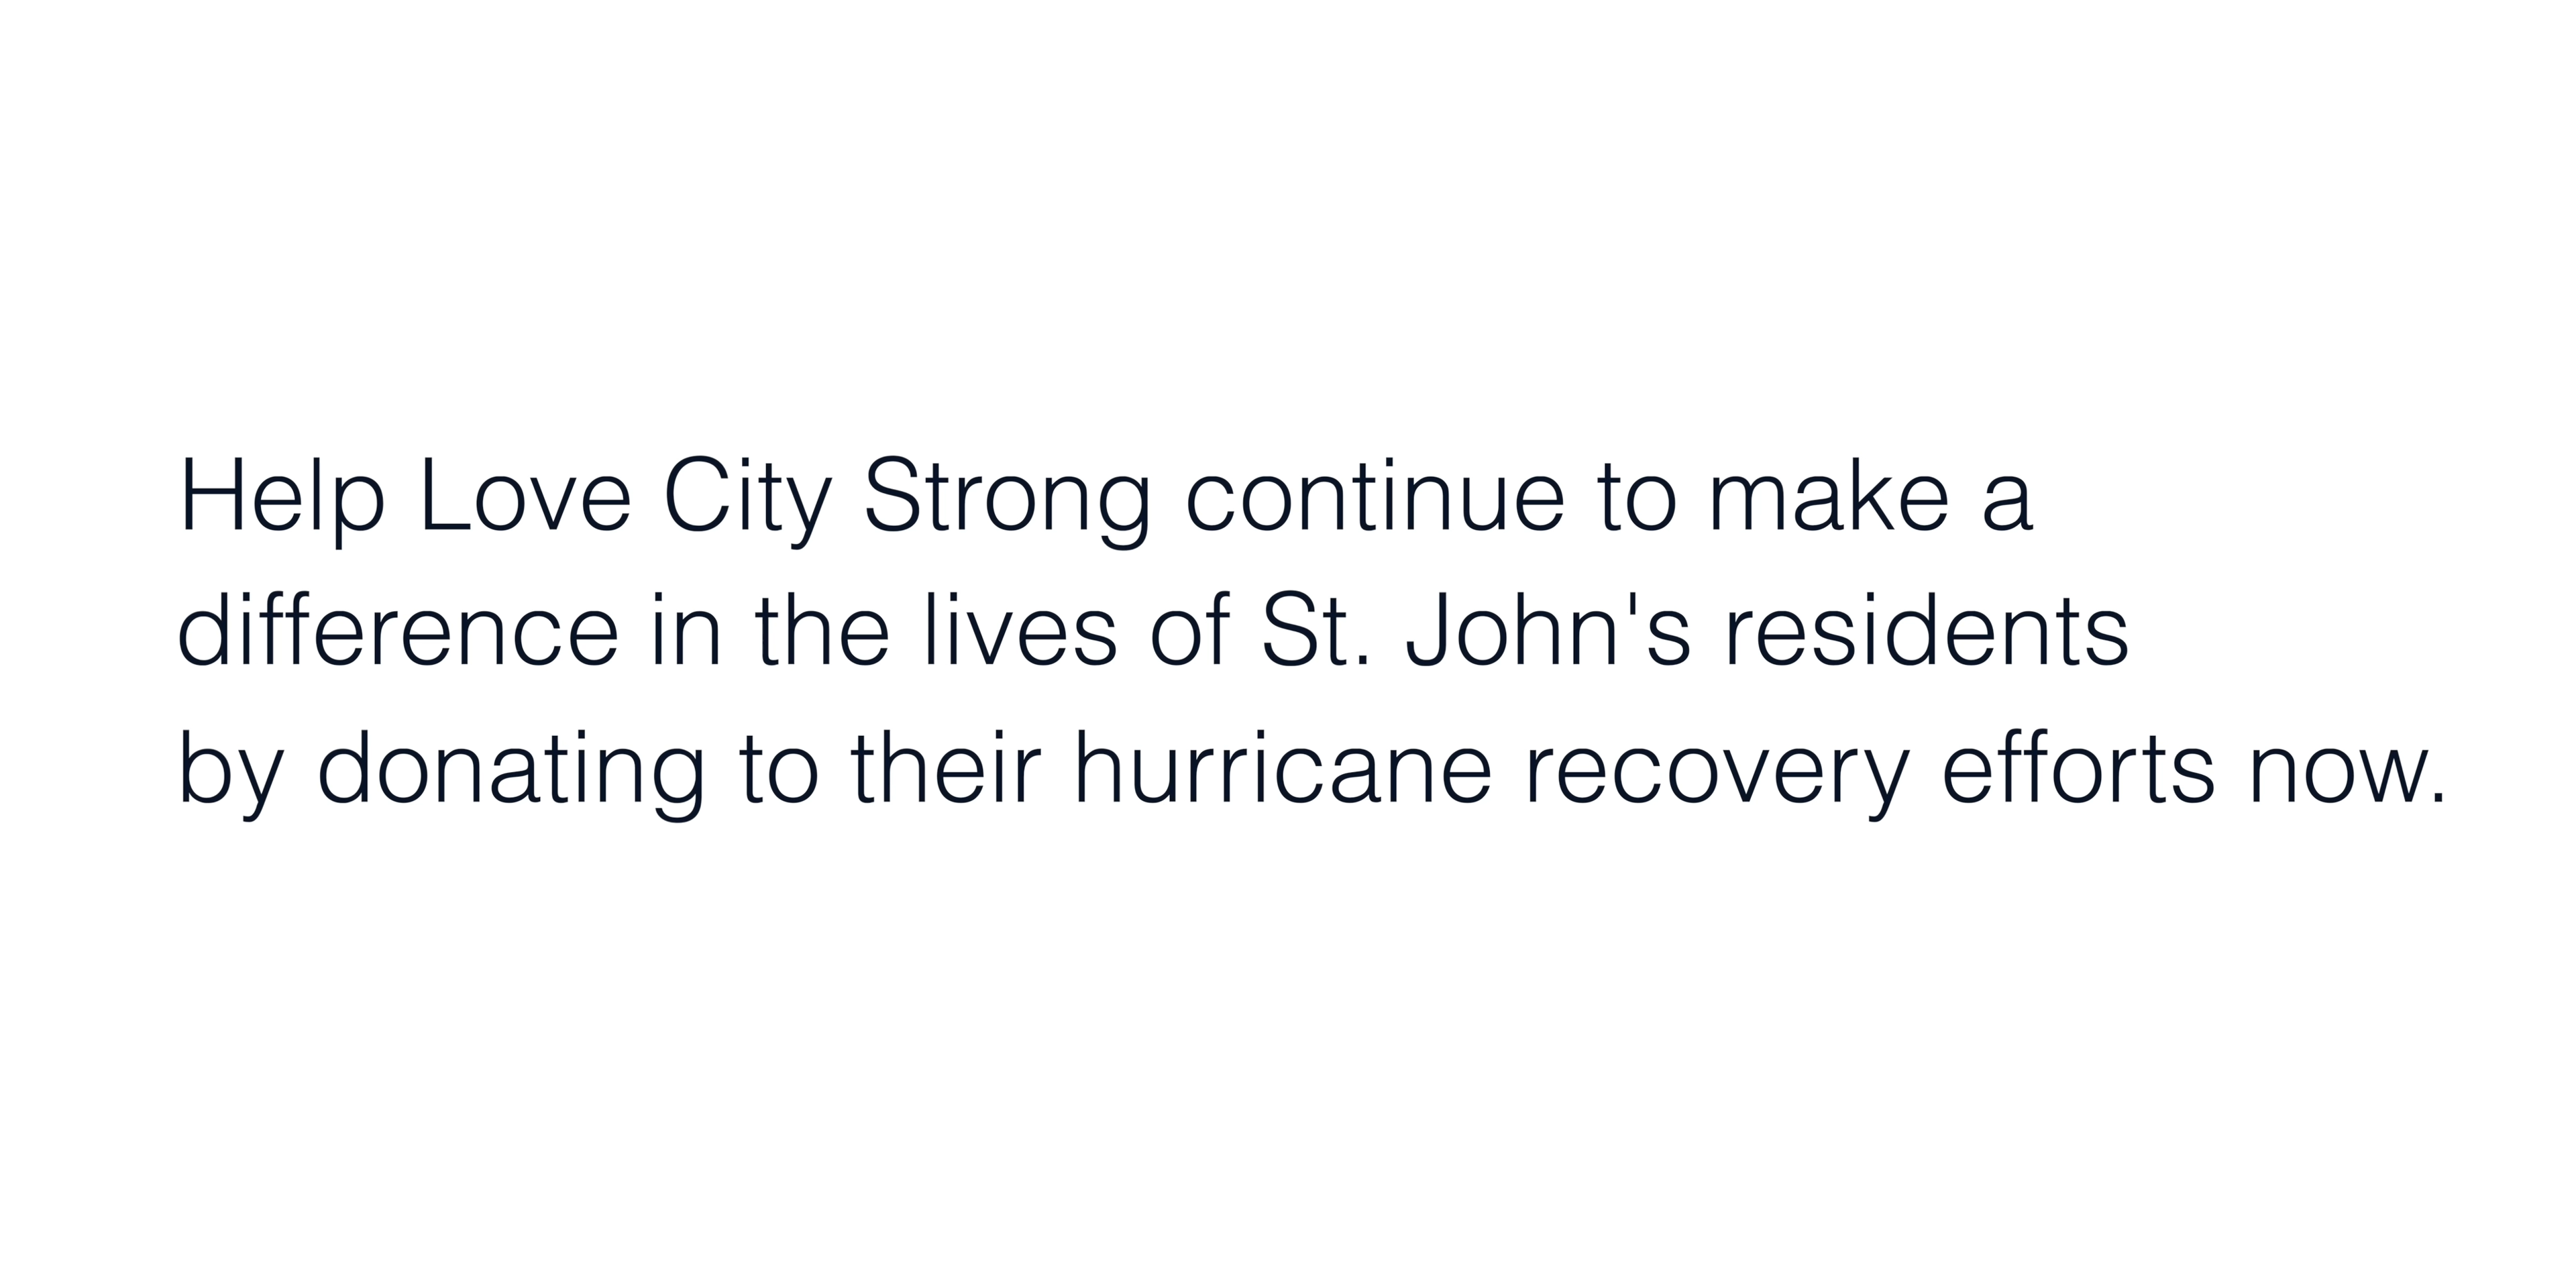 Help Love City Strong continue to make a
difference in the lives of St. John's residents
by donating to their hurricane recovery efforts now.